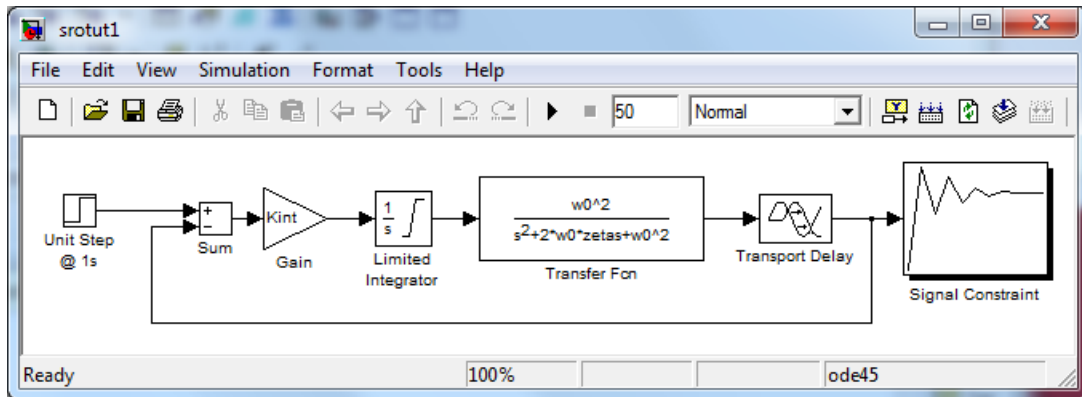 srotut1
File Edit View Simulation Format Tools Help
50 Normal
Unit Step
@ 1s
+
−
Sum
Kint
Gain
1
s
Limited
Integrator
w0^2
s2+2*w0*zetas+w0^2
Transfer Fcn
Transport Delay
Signal Constraint
Ready 100% ode45